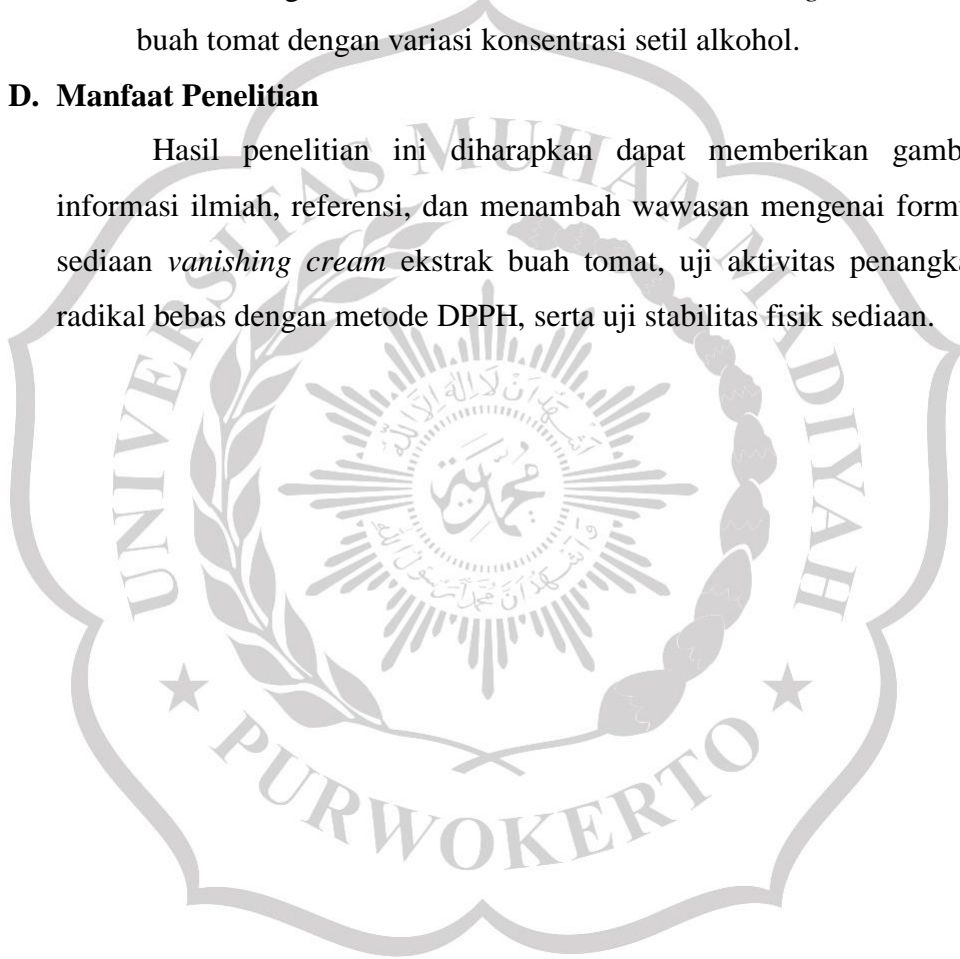 buah tomat dengan variasi konsentrasi setil alkohol.
D. Manfaat Penelitian
Hasil penelitian ini diharapkan dapat memberikan gamb
informasi ilmiah, referensi, dan menambah wawasan mengenai form
sediaan vanishing cream ekstrak buah tomat, uji aktivitas penangka
radikal bebas dengan metode DPPH, serta uji stabilitas fisik sediaan.
UNIVERSITAS MUHAMMADIYAH
PURWOKERTO